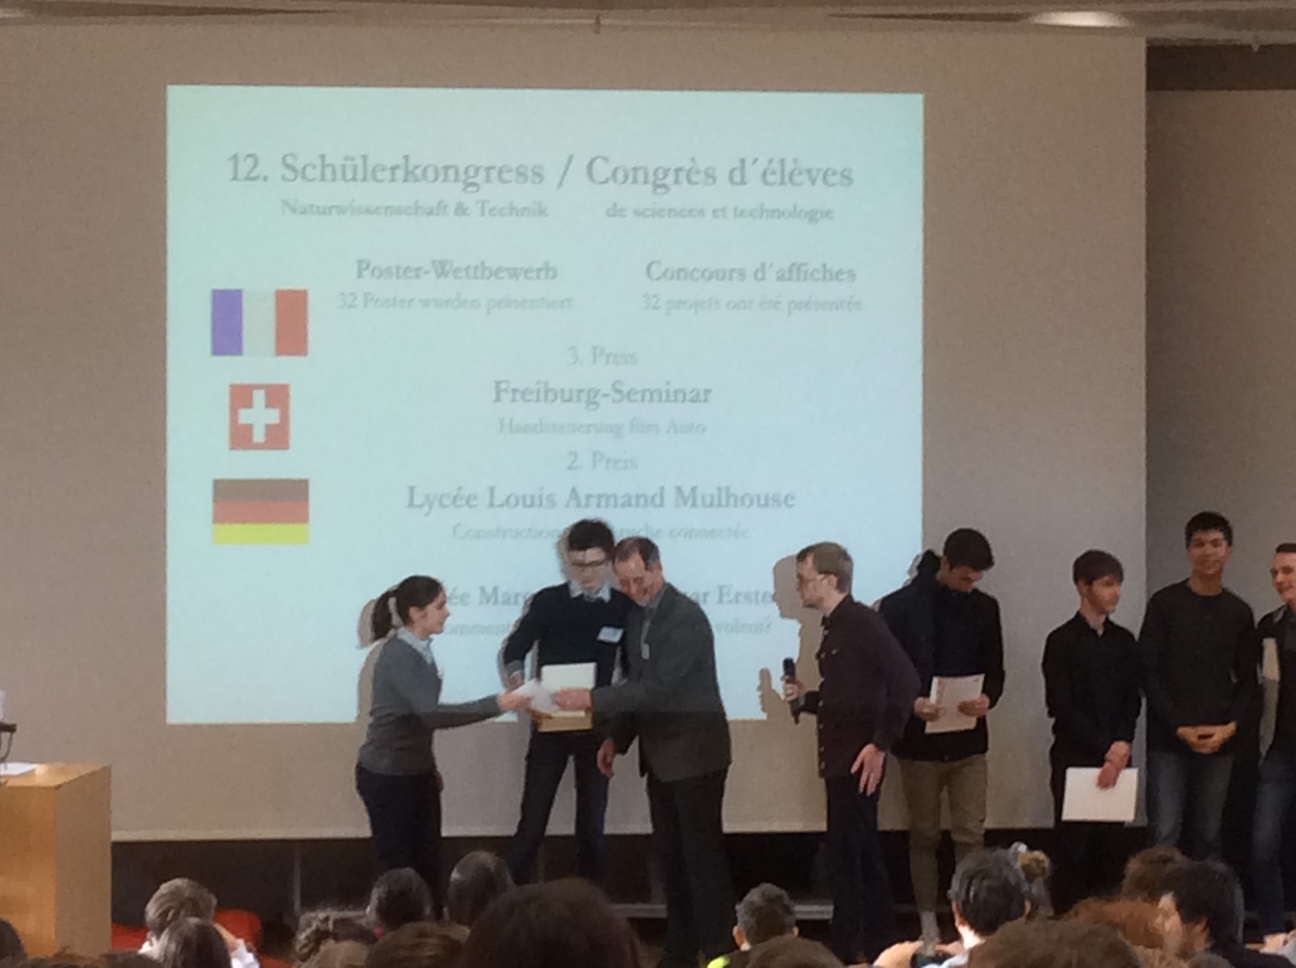 12. Schülerkongress / Congrès d´élèves
Naturwissenschaft & Technik de sciences et technologie
Poster-Wettbewerb Concours d´affiches
32 Poster wurden präsentiert 32 projets ont été présentés
3. Preis
Freiburg-Seminar
Handsteuerung fürs Auto
2. Preis
Lycée Louis Armand Mulhouse
Construction connectée